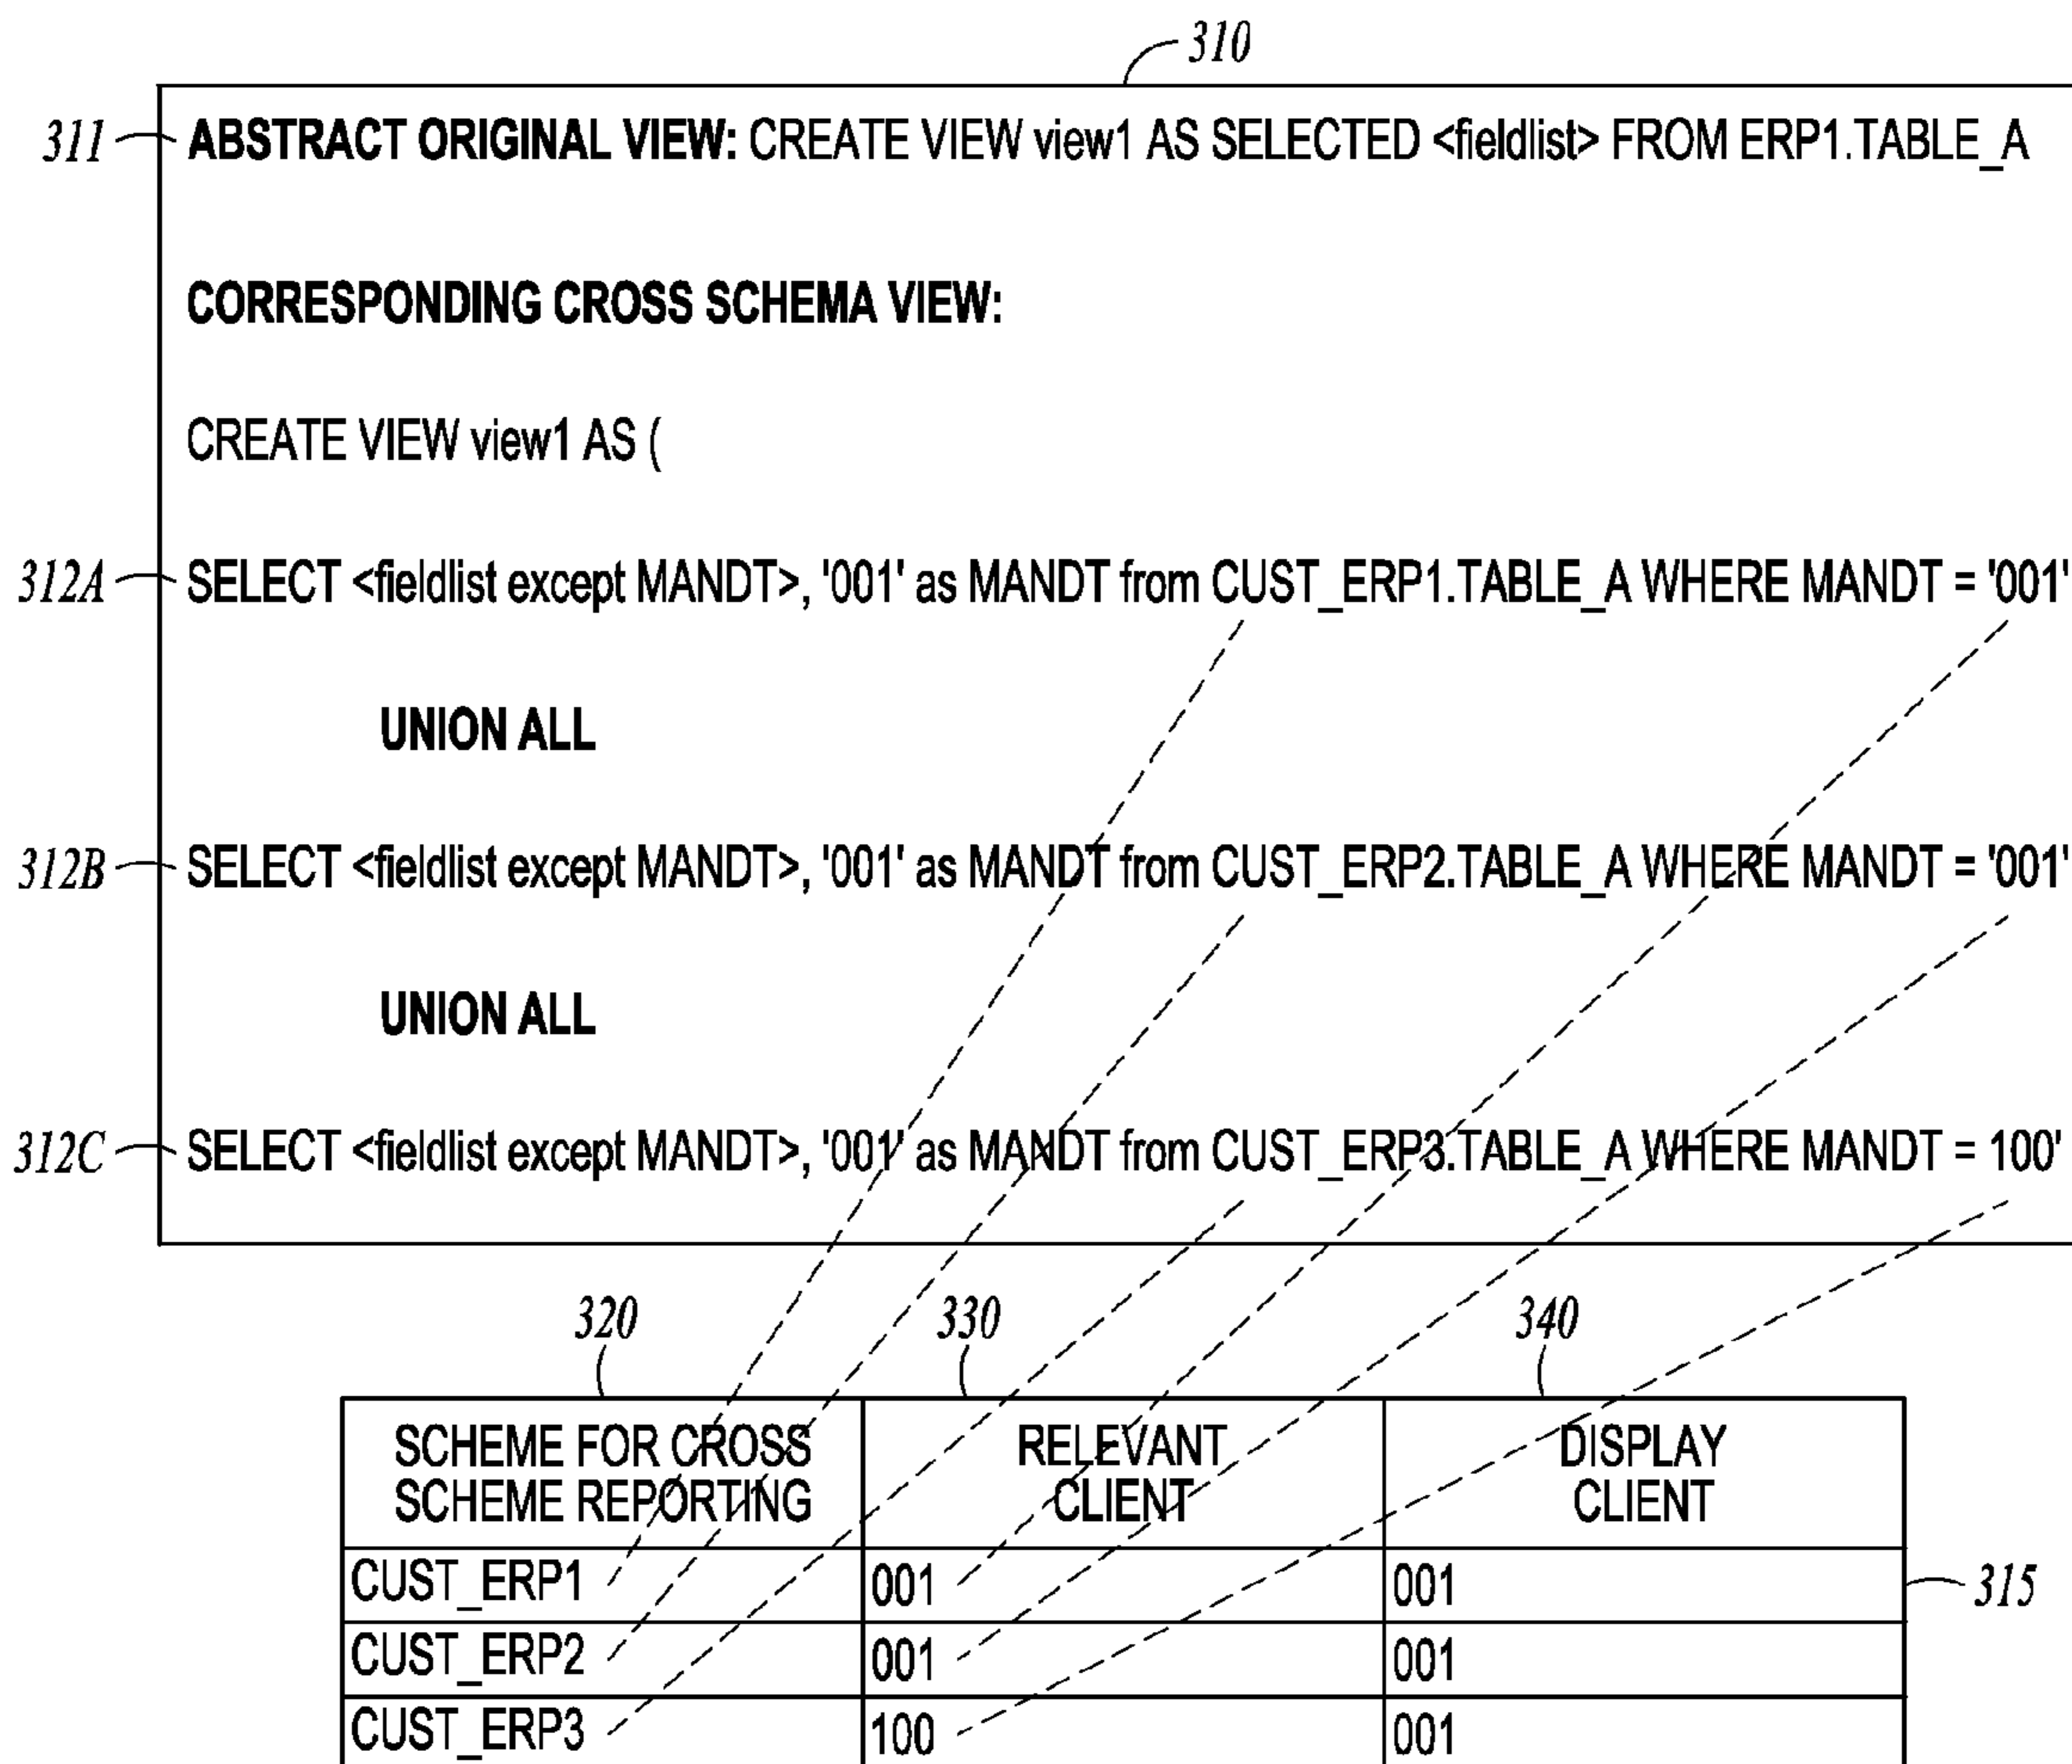 310
311 ABSTRACT ORIGINAL VIEW: CREATE VIEW view1 AS SELECTED <fieldlist> FROM ERP1.TABLE_A
CORRESPONDING CROSS SCHEMA VIEW:
CREATE VIEW view1 AS (
312A SELECT <fieldlist except MANDT>, '001' as MANDT from CUST_ERP1.TABLE_A WHERE MANDT = '001'
UNION ALL
312B SELECT <fieldlist except MANDT>, '001' as MANDT from CUST_ERP2.TABLE_A WHERE MANDT = '001'
UNION ALL
312C SELECT <fieldlist except MANDT>, '001' as MANDT from CUST_ERP3.TABLE_A WHERE MANDT = 100'
320 330 340
SCHEME FOR CROSS RELEVANT DISPLAY
SCHEME REPORTING CLIENT CLIENT
CUST_ERP1 001 001 315
CUST_ERP2 001 001
CUST_ERP3 100 001